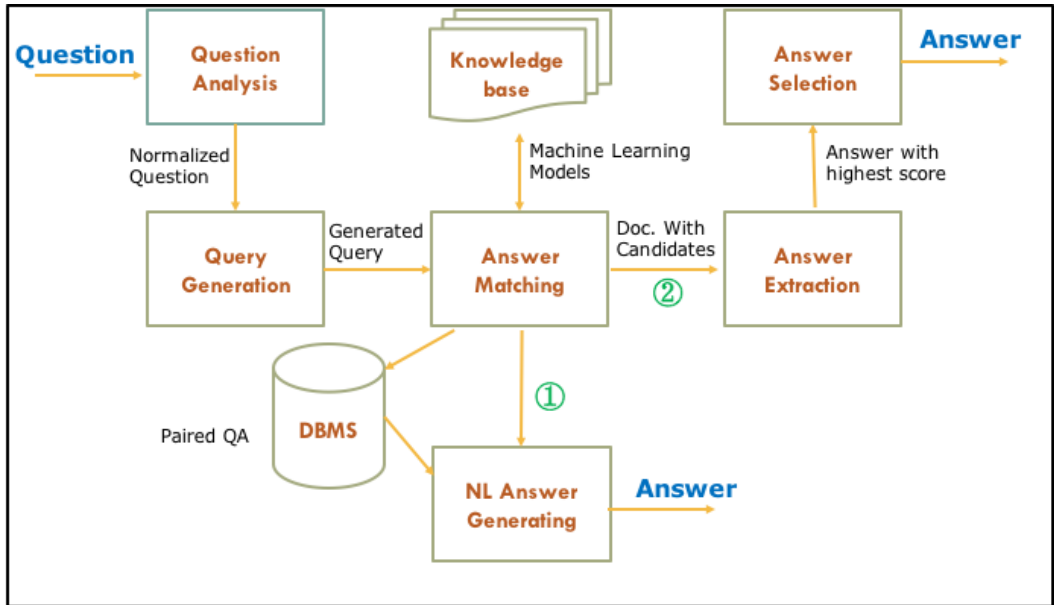 Question
Question
Analysis
Knowledge
base
Answer
Selection
Answer
Normalized
Question
Machine Learning
Models
Answer with
highest score
Query
Generation
Generated
Query
Answer
Matching
Doc. With
Candidates
②
Answer
Extraction
①
Paired QA
DBMS
NL Answer
Generating
Answer